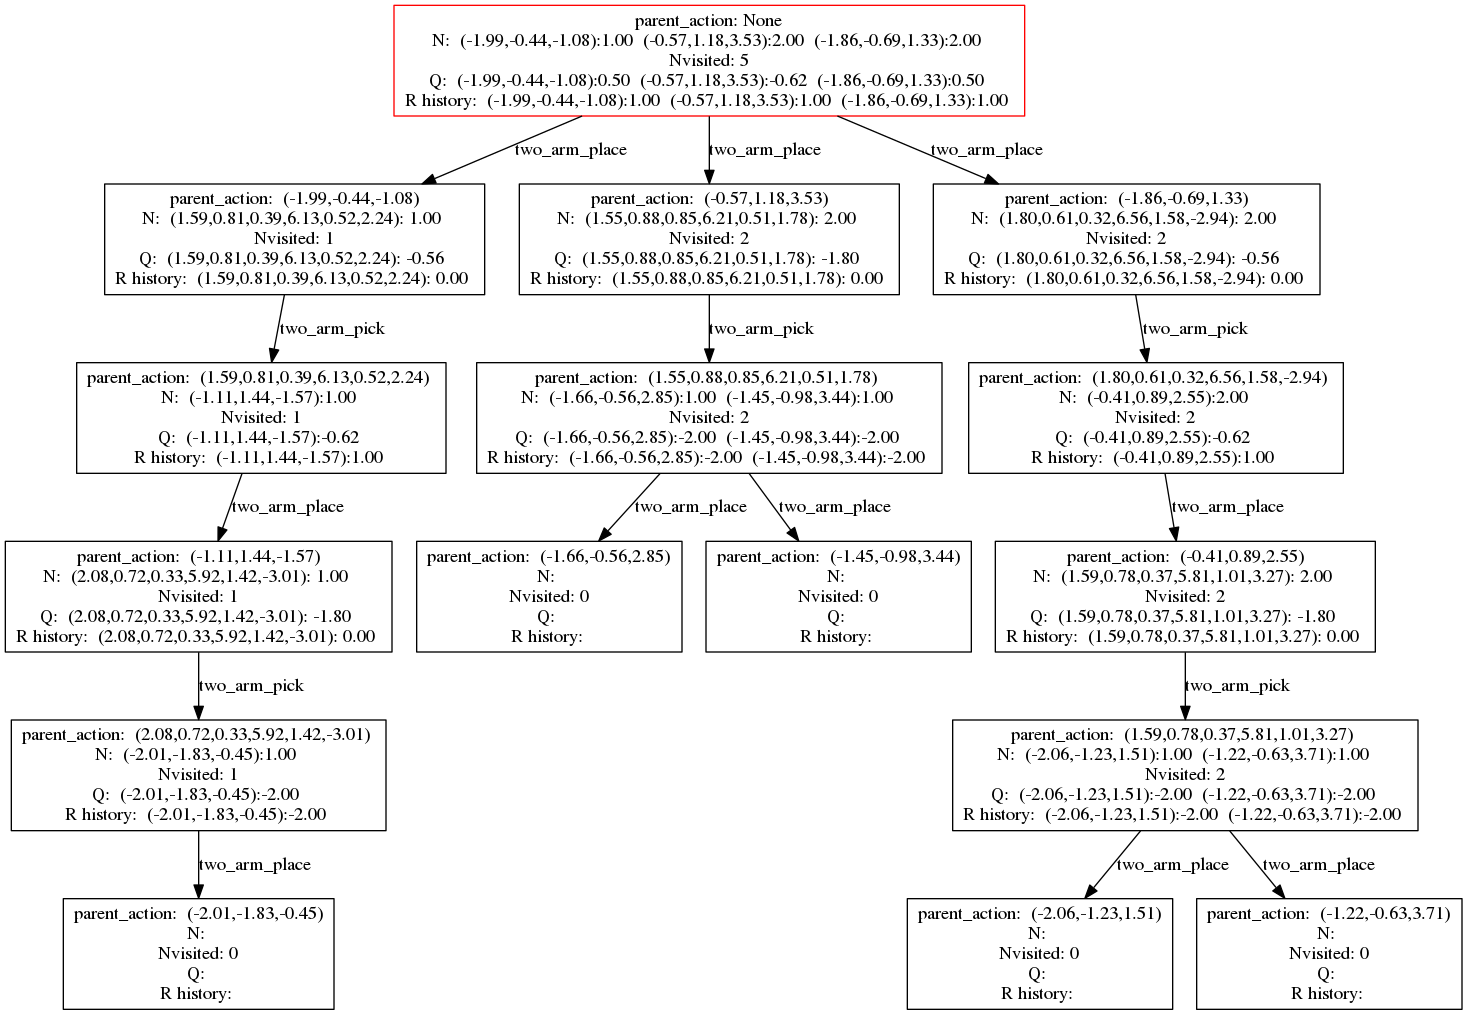 parent_action: None
N: (-1.99,-0.44,-1.08):1.00 (-0.57,1.18,3.53):2.00 (-1.86,-0.69,1.33):2.00
Nvisited: 5
Q: (-1.99,-0.44,-1.08):0.50 (-0.57,1.18,3.53):-0.62 (-1.86,-0.69,1.33):0.50
R history: (-1.99,-0.44,-1.08):1.00 (-0.57,1.18,3.53):1.00 (-1.86,-0.69,1.33):1.00
two_arm_place
two_arm_place
two_arm_place
parent_action: (-1.99,-0.44,-1.08)
N: (1.59,0.81,0.39,6.13,0.52,2.24): 1.00
Nvisited: 1
Q: (1.59,0.81,0.39,6.13,0.52,2.24): -0.56
R history: (1.59,0.81,0.39,6.13,0.52,2.24): 0.00
parent_action: (-0.57,1.18,3.53)
N: (1.55,0.88,0.85,6.21,0.51,1.78): 2.00
Nvisited: 2
Q: (1.55,0.88,0.85,6.21,0.51,1.78): -1.80
R history: (1.55,0.88,0.85,6.21,0.51,1.78): 0.00
parent_action: (-1.86,-0.69,1.33)
N: (1.80,0.61,0.32,6.56,1.58,-2.94): 2.00
Nvisited: 2
Q: (1.80,0.61,0.32,6.56,1.58,-2.94): -0.56
R history: (1.80,0.61,0.32,6.56,1.58,-2.94): 0.00
two_arm_pick
two_arm_pick
two_arm_pick
parent_action: (1.59,0.81,0.39,6.13,0.52,2.24)
N: (-1.11,1.44,-1.57):1.00
Nvisited: 1
Q: (-1.11,1.44,-1.57):-0.62
R history: (-1.11,1.44,-1.57):1.00
parent_action: (1.55,0.88,0.85,6.21,0.51,1.78)
N: (-1.66,-0.56,2.85):1.00 (-1.45,-0.98,3.44):1.00
Nvisited: 2
Q: (-1.66,-0.56,2.85):-2.00 (-1.45,-0.98,3.44):-2.00
R history: (-1.66,-0.56,2.85):-2.00 (-1.45,-0.98,3.44):-2.00
parent_action: (1.80,0.61,0.32,6.56,1.58,-2.94)
N: (-0.41,0.89,2.55):2.00
Nvisited: 2
Q: (-0.41,0.89,2.55):-0.62
R history: (-0.41,0.89,2.55):1.00
two_arm_place
two_arm_place
two_arm_place
two_arm_place
parent_action: (-1.11,1.44,-1.57)
N: (2.08,0.72,0.33,5.92,1.42,-3.01): 1.00
Nvisited: 1
Q: (2.08,0.72,0.33,5.92,1.42,-3.01): -1.80
R history: (2.08,0.72,0.33,5.92,1.42,-3.01): 0.00
parent_action: (-1.66,-0.56,2.85)
N:
Nvisited: 0
Q:
R history:
parent_action: (-1.45,-0.98,3.44)
N:
Nvisited: 0
Q:
R history:
parent_action: (-0.41,0.89,2.55)
N: (1.59,0.78,0.37,5.81,1.01,3.27): 2.00
Nvisited: 2
Q: (1.59,0.78,0.37,5.81,1.01,3.27): -1.80
R history: (1.59,0.78,0.37,5.81,1.01,3.27): 0.00
two_arm_pick
two_arm_pick
parent_action: (2.08,0.72,0.33,5.92,1.42,-3.01)
N: (-2.01,-1.83,-0.45):1.00
Nvisited: 1
Q: (-2.01,-1.83,-0.45):-2.00
R history: (-2.01,-1.83,-0.45):-2.00
parent_action: (1.59,0.78,0.37,5.81,1.01,3.27)
N: (-2.06,-1.23,1.51):1.00 (-1.22,-0.63,3.71):1.00
Nvisited: 2
Q: (-2.06,-1.23,1.51):-2.00 (-1.22,-0.63,3.71):-2.00
R history: (-2.06,-1.23,1.51):-2.00 (-1.22,-0.63,3.71):-2.00
two_arm_place
two_arm_place
two_arm_place
parent_action: (-2.01,-1.83,-0.45)
N:
Nvisited: 0
Q:
R history:
parent_action: (-2.06,-1.23,1.51)
N:
Nvisited: 0
Q:
R history:
parent_action: (-1.22,-0.63,3.71)
N:
Nvisited: 0
Q:
R history: